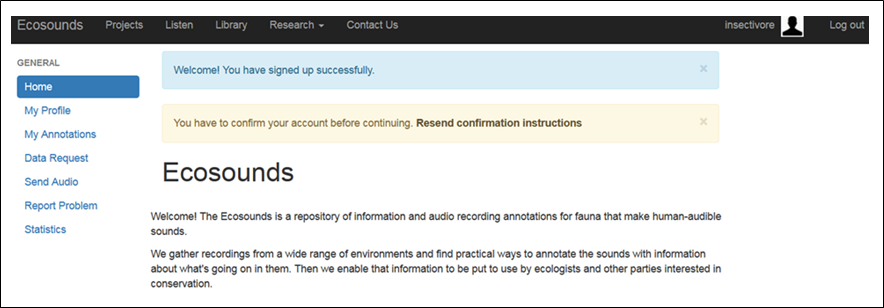 Ecosounds Projects Listen Library Research Contact Us insectivore Log out
GENERAL
Home
My Profile
My Annotations
Data Request
Send Audio
Report Problem
Statistics
Welcome! You have signed up successfully. ×
You have to confirm your account before continuing. Resend confirmation instructions ×
Ecosounds
Welcome! The Ecosounds is a repository of information and audio recording annotations for fauna that make human-audible
sounds.
We gather recordings from a wide range of environments and find practical ways to annotate the sounds with information
about what's going on in them. Then we enable that information to be put to use by ecologists and other parties interested in
conservation.